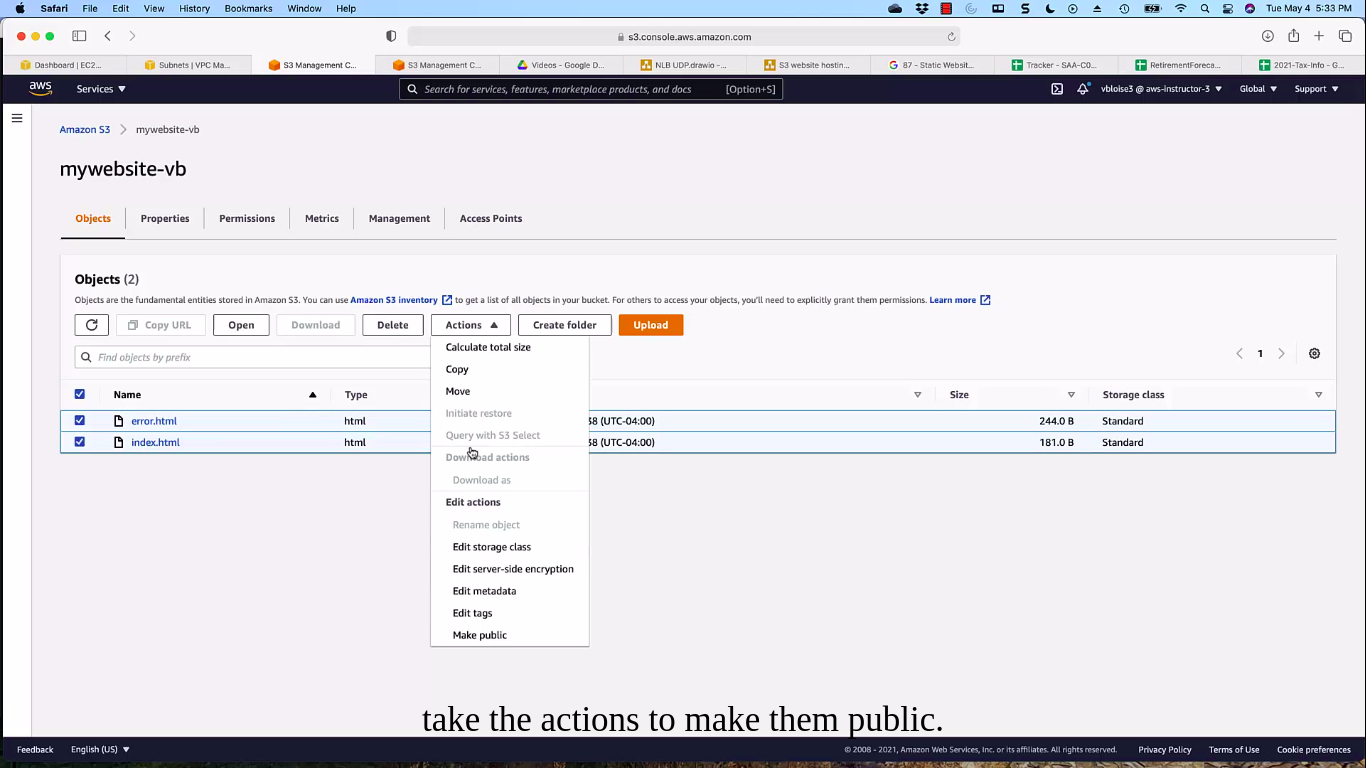 Safari File Edit View History Bookmarks Window Help Tue May 4 5:33 PM
s3.console.aws.amazon.com
Dashboard | EC2... Subnets | VPC Ma... S3 Management C... S3 Management C... Videos - Google D... NLB UDP.drawio - ... S3 website hostin... 87 - Static Websit... Tracker - SAA-C0... RetirementForeca... 2021-Tax-Info - G...
aws Services Search for services, features, marketplace products, and docs [Option+S] vbloise3 @ aws-instructor-3 Global Support
Amazon S3 mywebsite-vb
mywebsite-vb
Objects Properties Permissions Metrics Management Access Points
Objects (2)
Objects are the fundamental entities stored in Amazon S3. You can use Amazon S3 inventory to get a list of all objects in your bucket. For others to access your objects, you'll need to explicitly grant them permissions. Learn more
Copy URL Open Download Delete Actions Create folder Upload
Find objects by prefix 1
Name Type Size Storage class
error.html html 38 (UTC-04:00) 244.0 B Standard
index.html html 38 (UTC-04:00) 181.0 B Standard
Calculate total size
Copy
Move
Initiate restore
Query with S3 Select
Download actions
Download as
Edit actions
Rename object
Edit storage class
Edit server-side encryption
Edit metadata
Edit tags
Make public
take the actions to make them public.
Feedback English (US) © 2008 - 2021, Amazon Web Services, Inc. or its affiliates. All rights reserved. Privacy Policy Terms of Use Cookie preferences